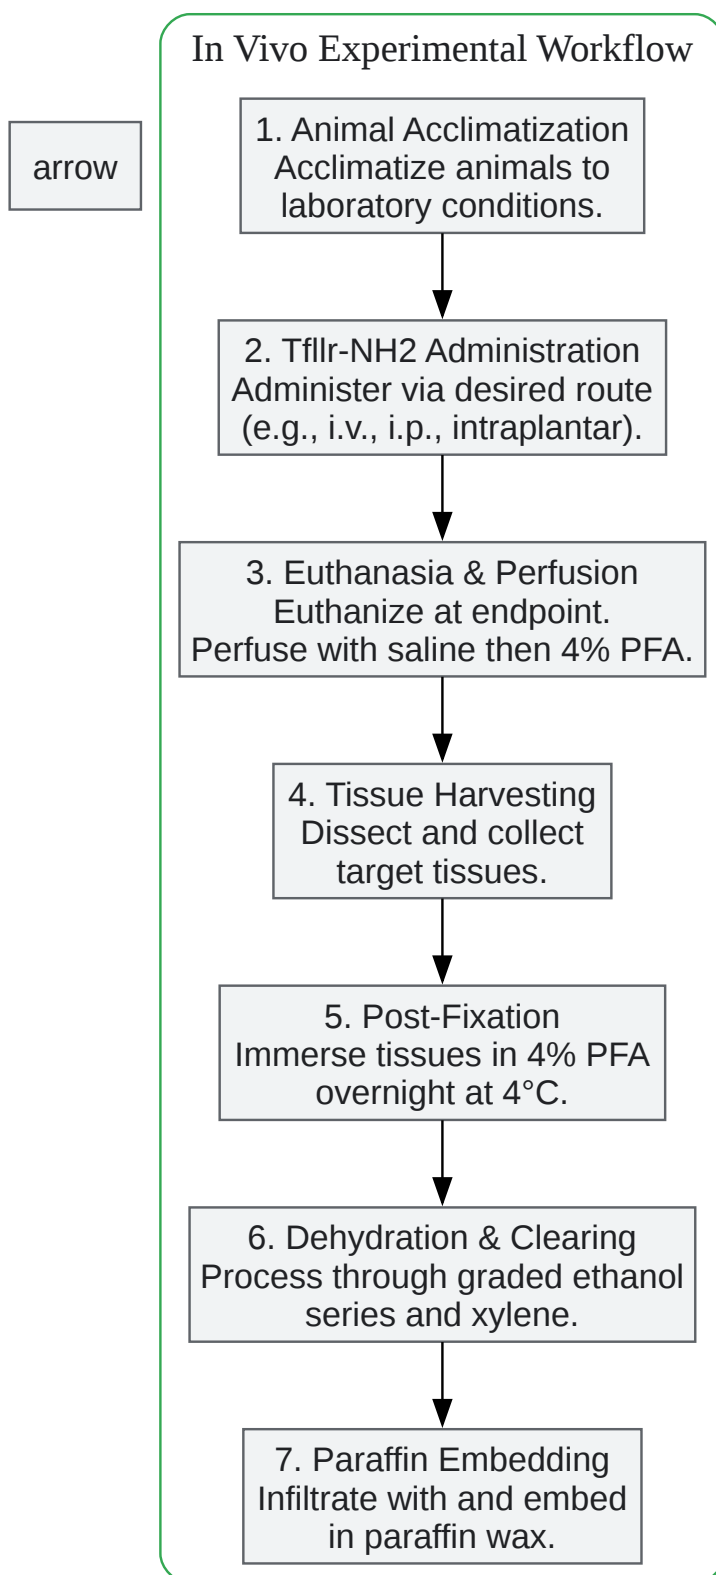 In Vivo Experimental Workflow
arrow
1. Animal Acclimatization
Acclimatize animals to
laboratory conditions.
2. Tfllr-NH2 Administration
Administer via desired route
(e.g., i.v., i.p., intraplantar).
3. Euthanasia & Perfusion
Euthanize at endpoint.
Perfuse with saline then 4% PFA.
4. Tissue Harvesting
Dissect and collect
target tissues.
5. Post-Fixation
Immerse tissues in 4% PFA
overnight at 4°C.
6. Dehydration & Clearing
Process through graded ethanol
series and xylene.
7. Paraffin Embedding
Infiltrate with and embed
in paraffin wax.